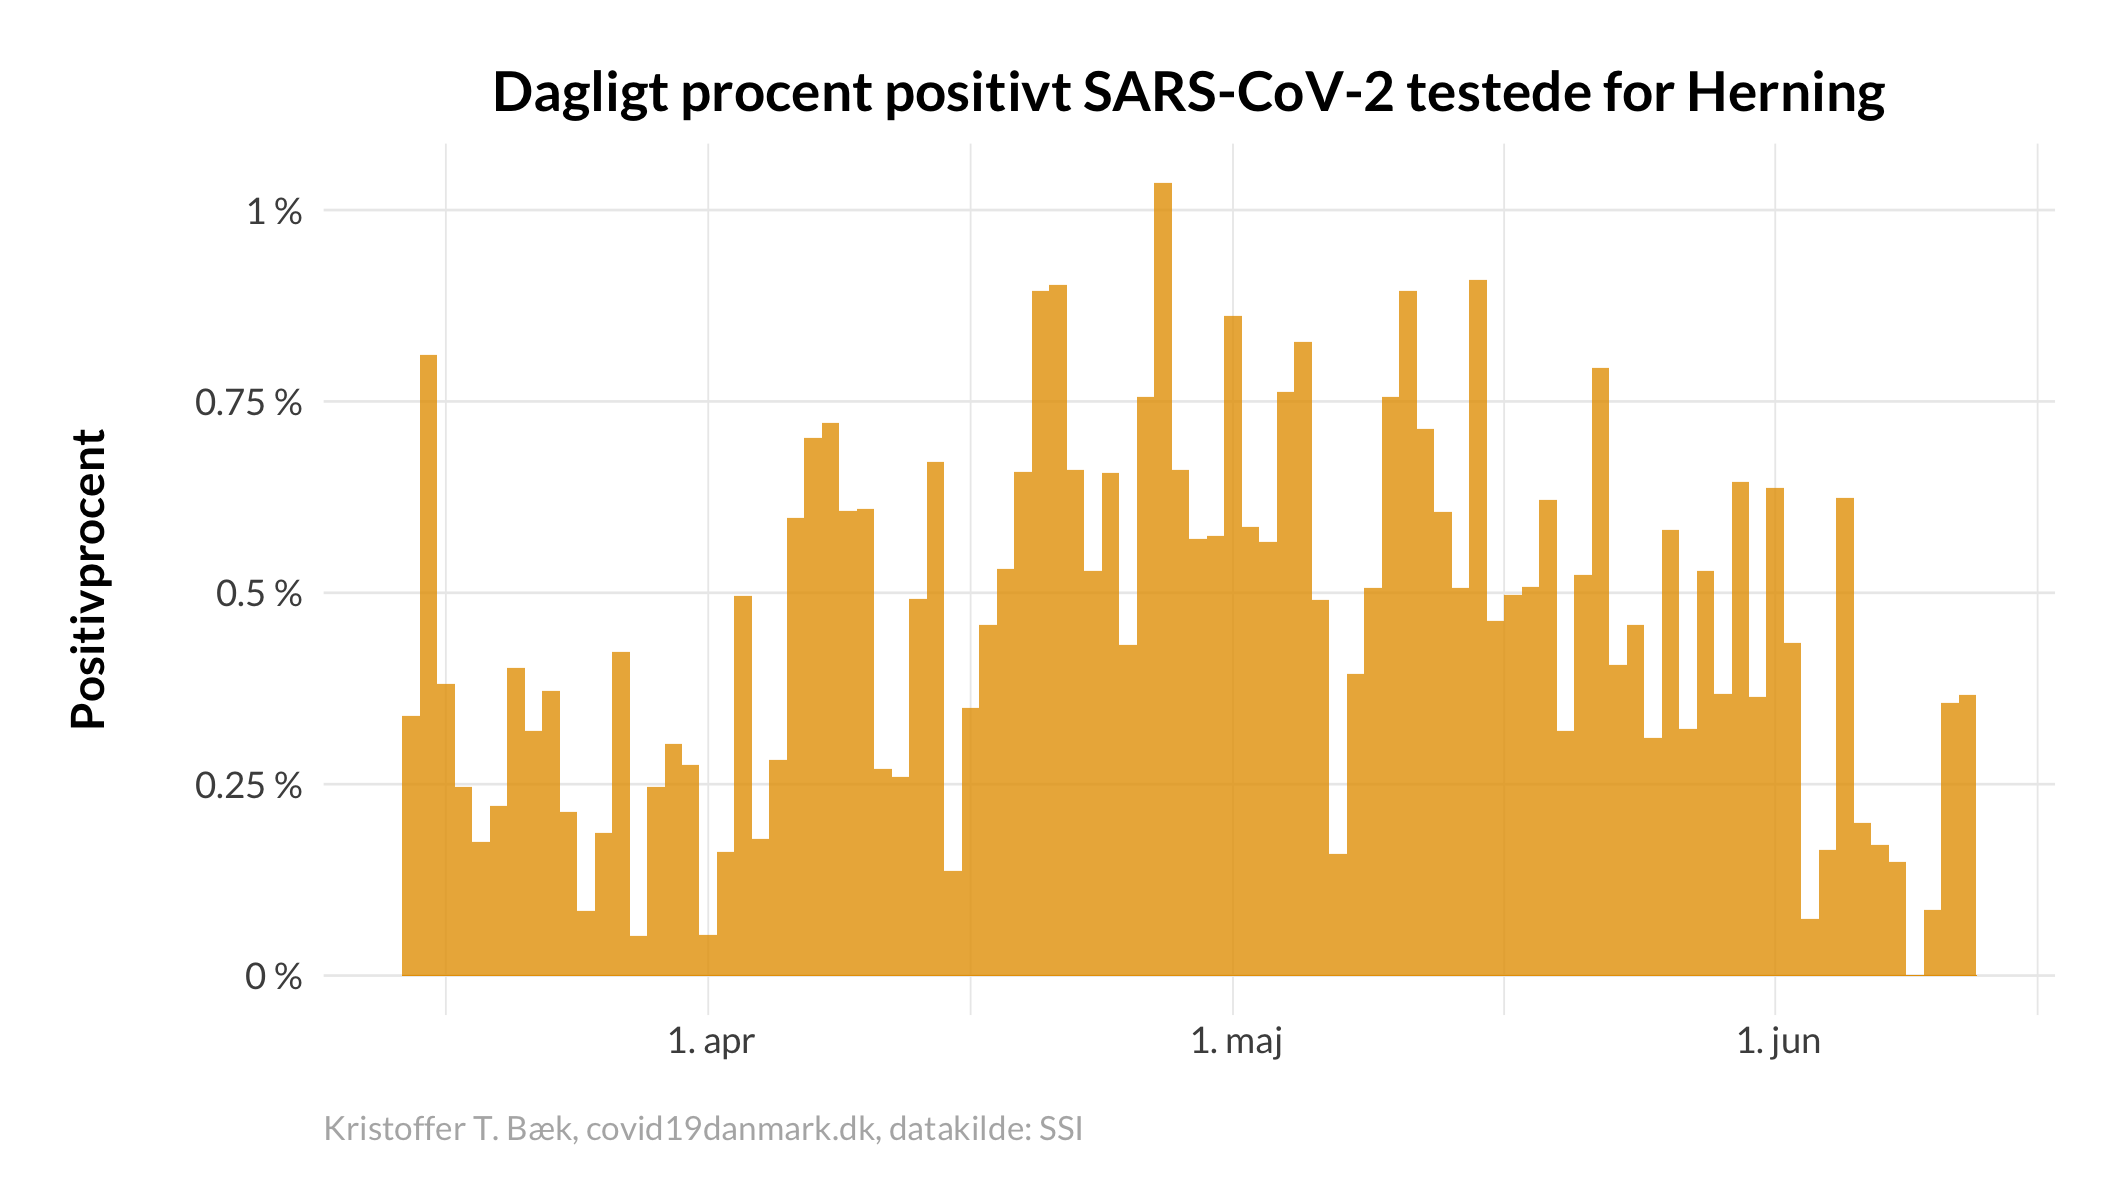 Dagligt procent positivt SARS-CoV-2 testede for Herning
Positivprocent
1 %
0.75 %
0.5 %
0.25 %
0 %
1. apr
1. maj
1. jun
Kristoffer T. Bæk, covid19danmark.dk, datakilde: SSI